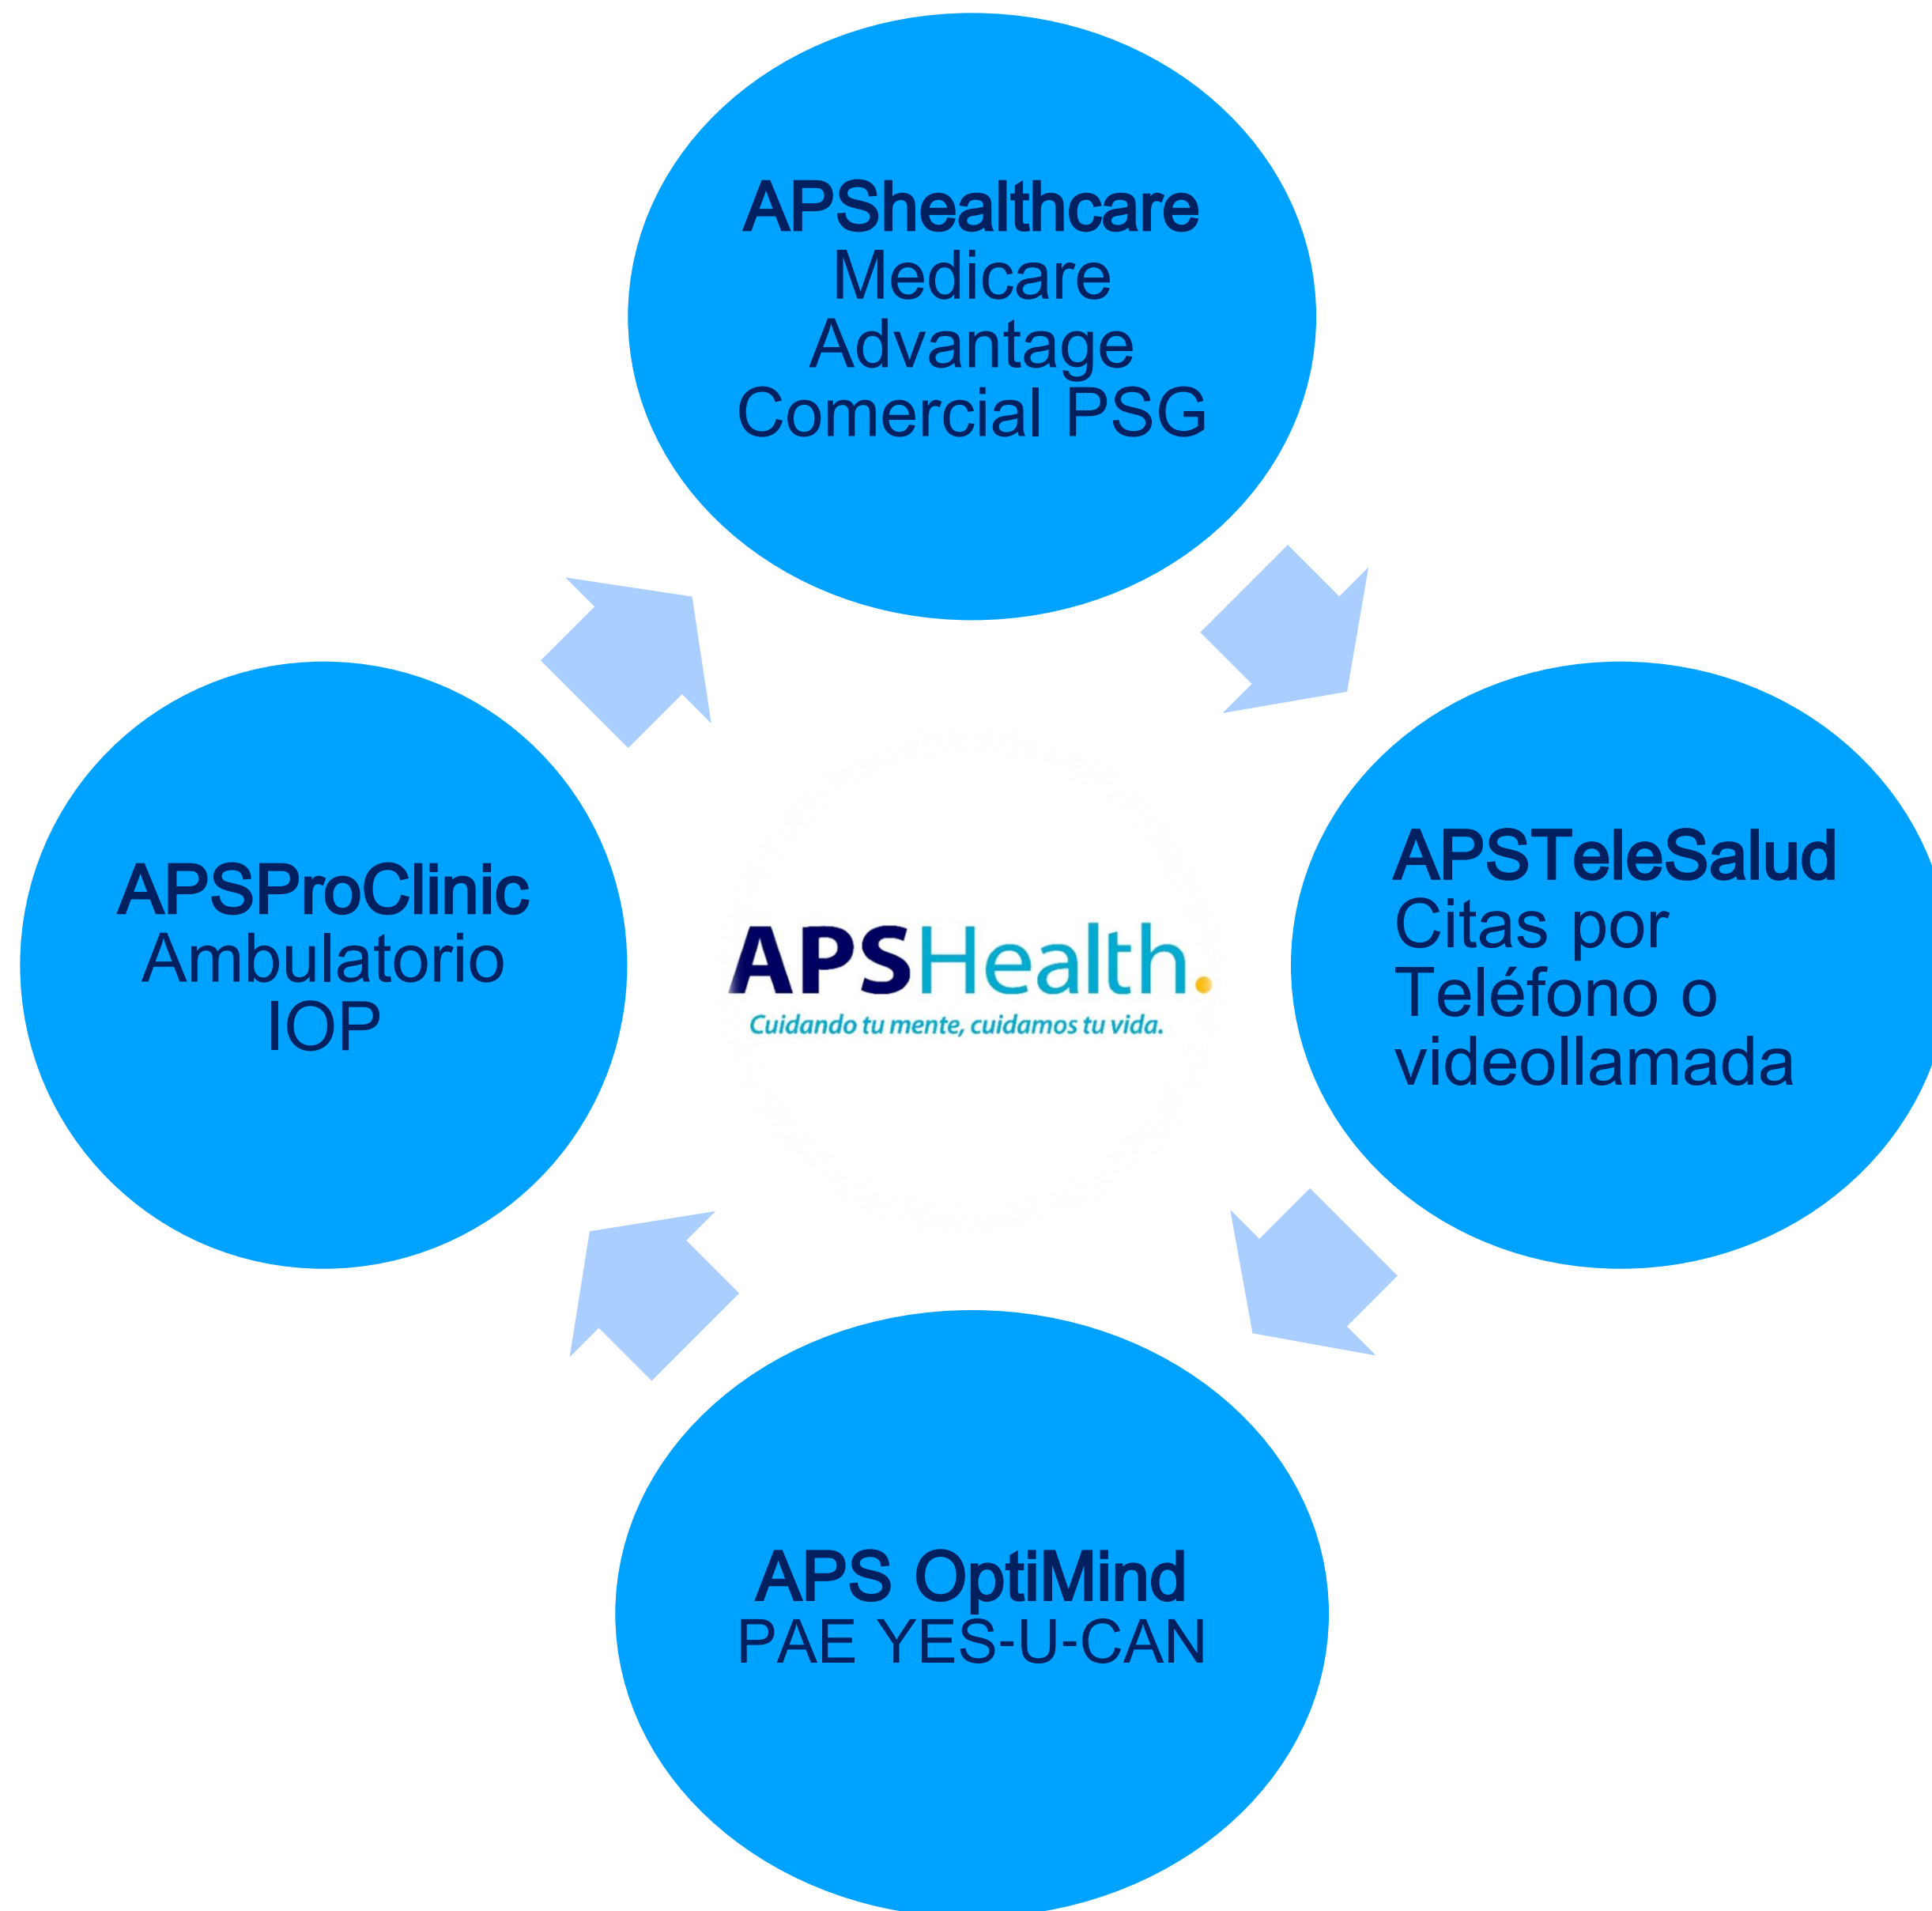 APShealthcare
Medicare
Advantage
Comercial PSG
APSProClinic
Ambulatorio
IOP
APSHealth.
Cuidando tu mente, cuidamos tu vida.
APSTeleSalud
Citas por
Teléfono o
videollamada
APS OptiMind
PAE YES-U-CAN